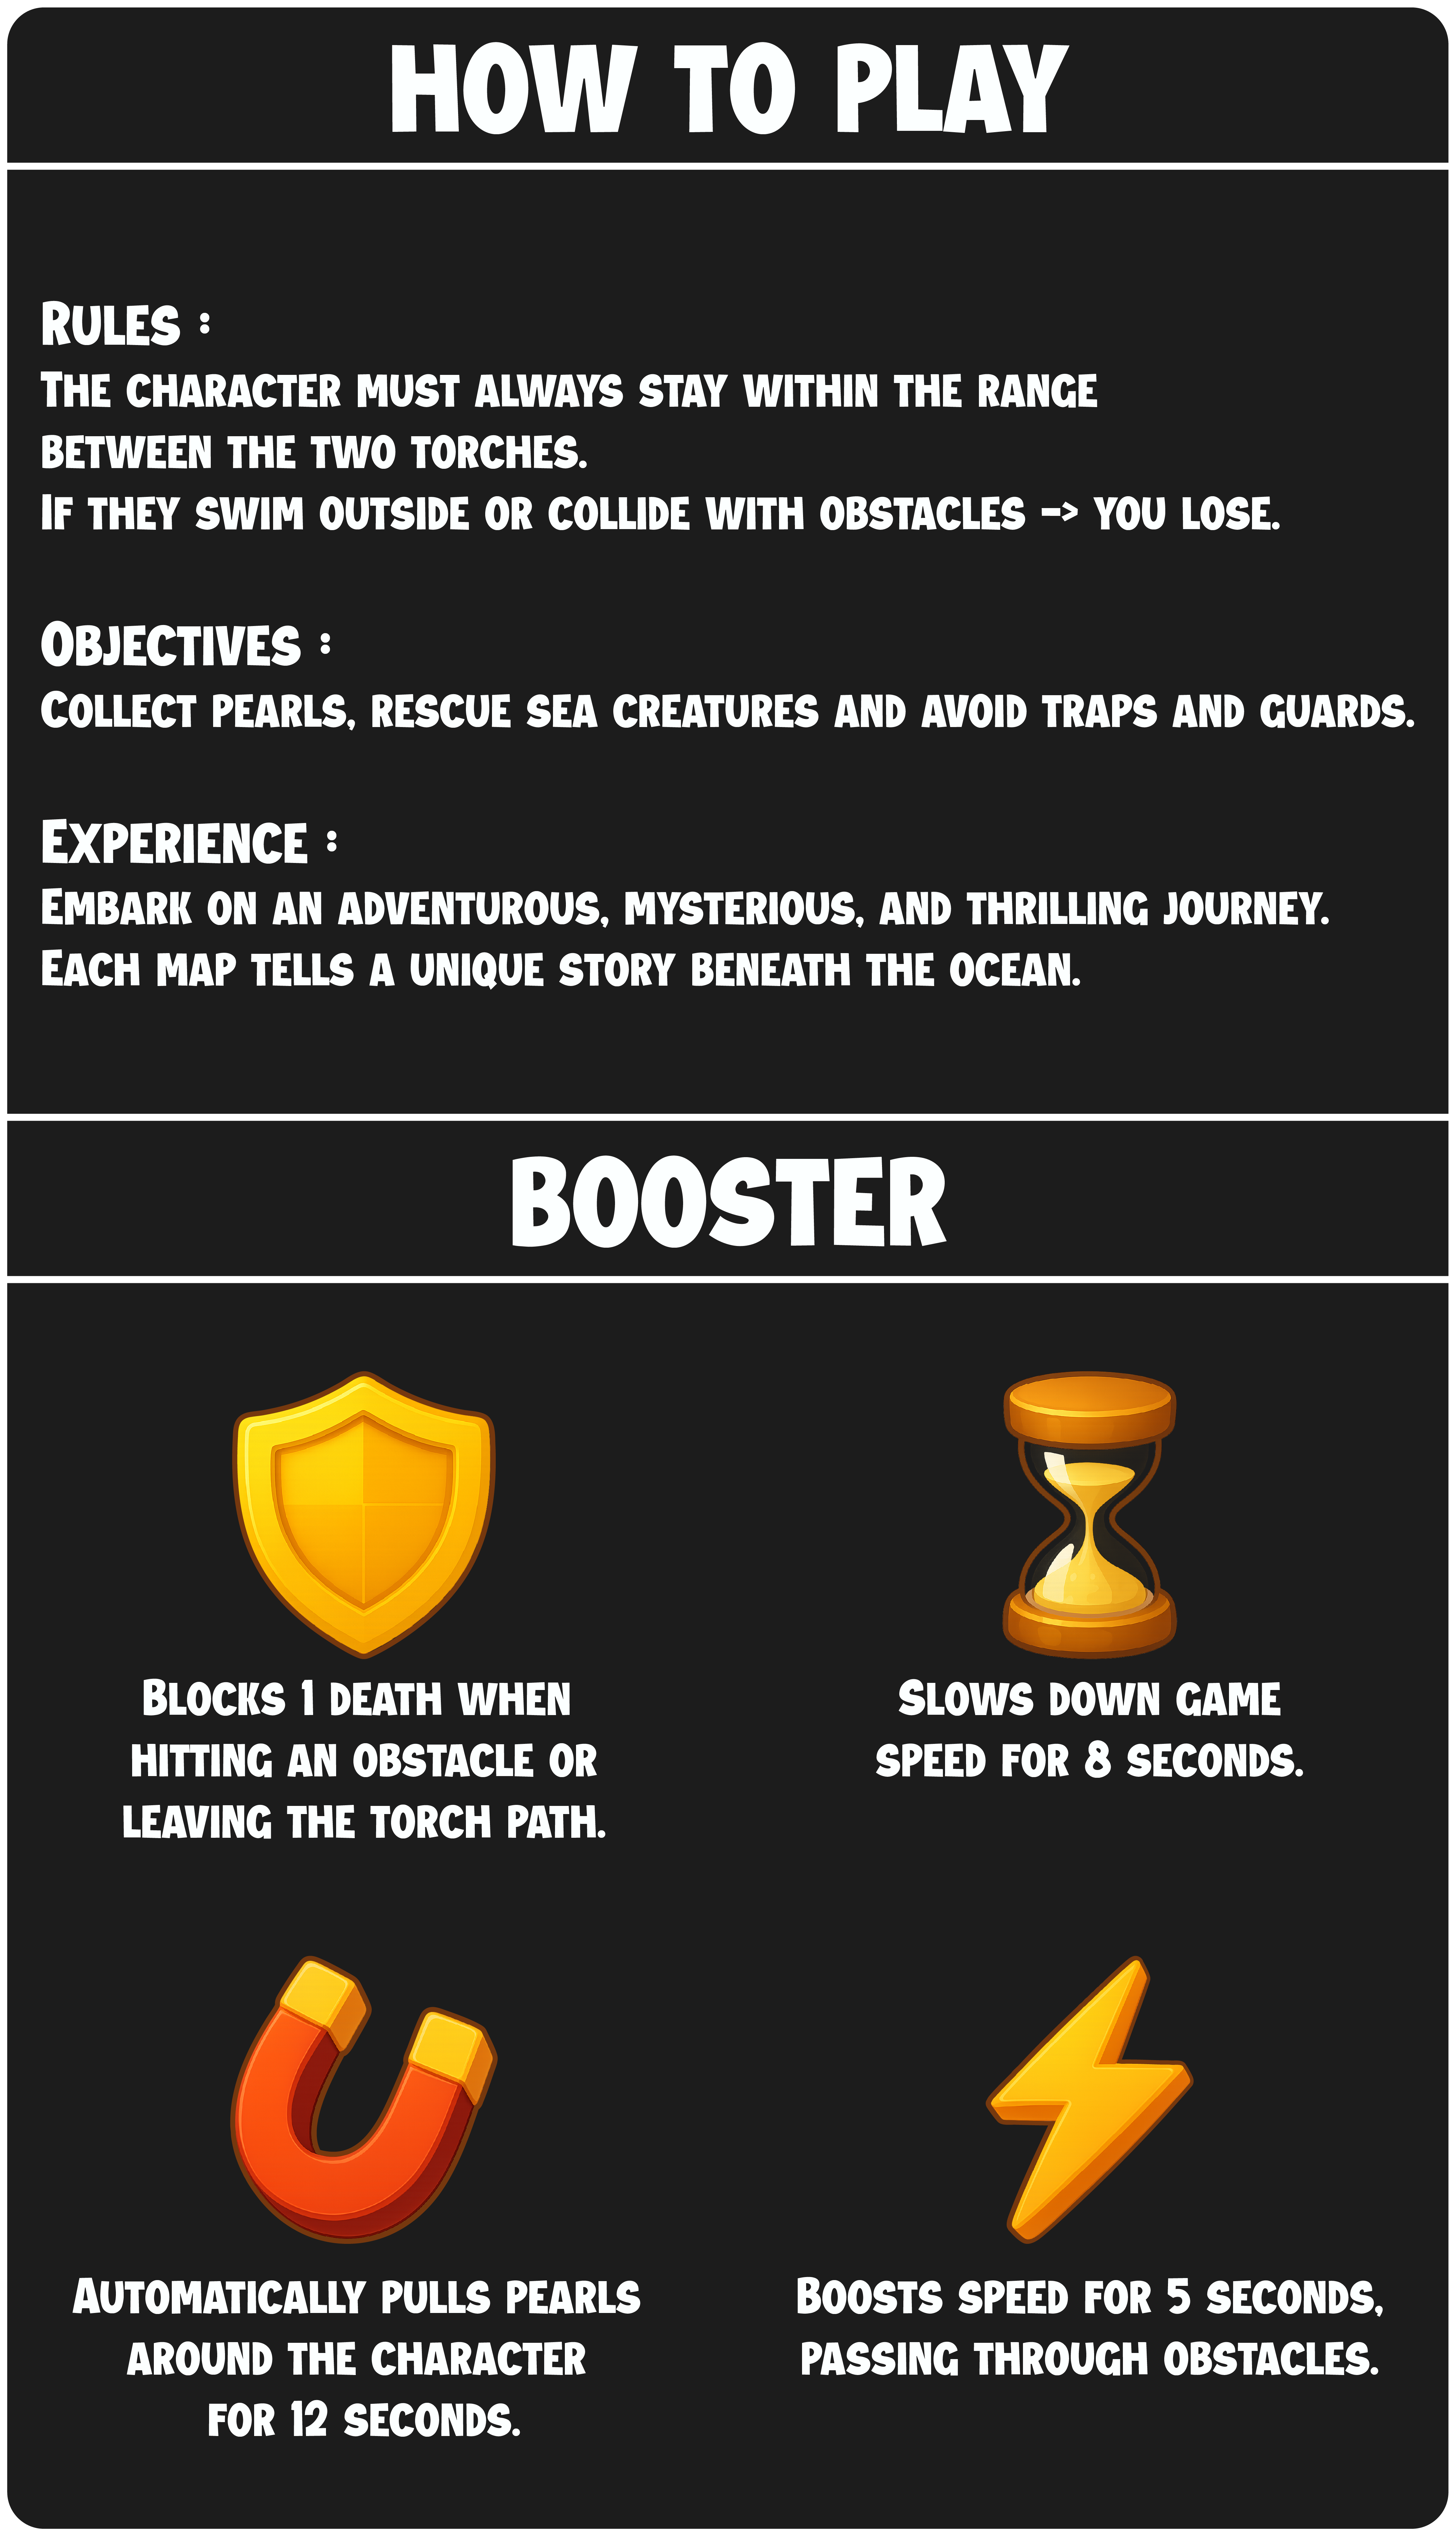 HOW TO PLAY
RULES :
THE CHARACTER MUST ALWAYS STAY WITHIN THE RANGE
BETWEEN THE TWO TORCHES.
IF THEY SWIM OUTSIDE OR COLLIDE WITH OBSTACLES -> YOU LOSE.
OBJECTIVES :
COLLECT PEARLS, RESCUE SEA CREATURES AND AVOID TRAPS AND GUARDS.
EXPERIENCE :
EMBARK ON AN ADVENTUROUS, MYSTERIOUS, AND THRILLING JOURNEY.
EACH MAP TELLS A UNIQUE STORY BENEATH THE OCEAN.
BOOSTER
BLOCKS 1 DEATH WHEN
HITTING AN OBSTACLE OR
LEAVING THE TORCH PATH.
SLOWS DOWN GAME
SPEED FOR 8 SECONDS.
AUTOMATICALLY PULLS PEARLS
AROUND THE CHARACTER
FOR 12 SECONDS.
BOOSTS SPEED FOR 5 SECONDS,
PASSING THROUGH OBSTACLES.